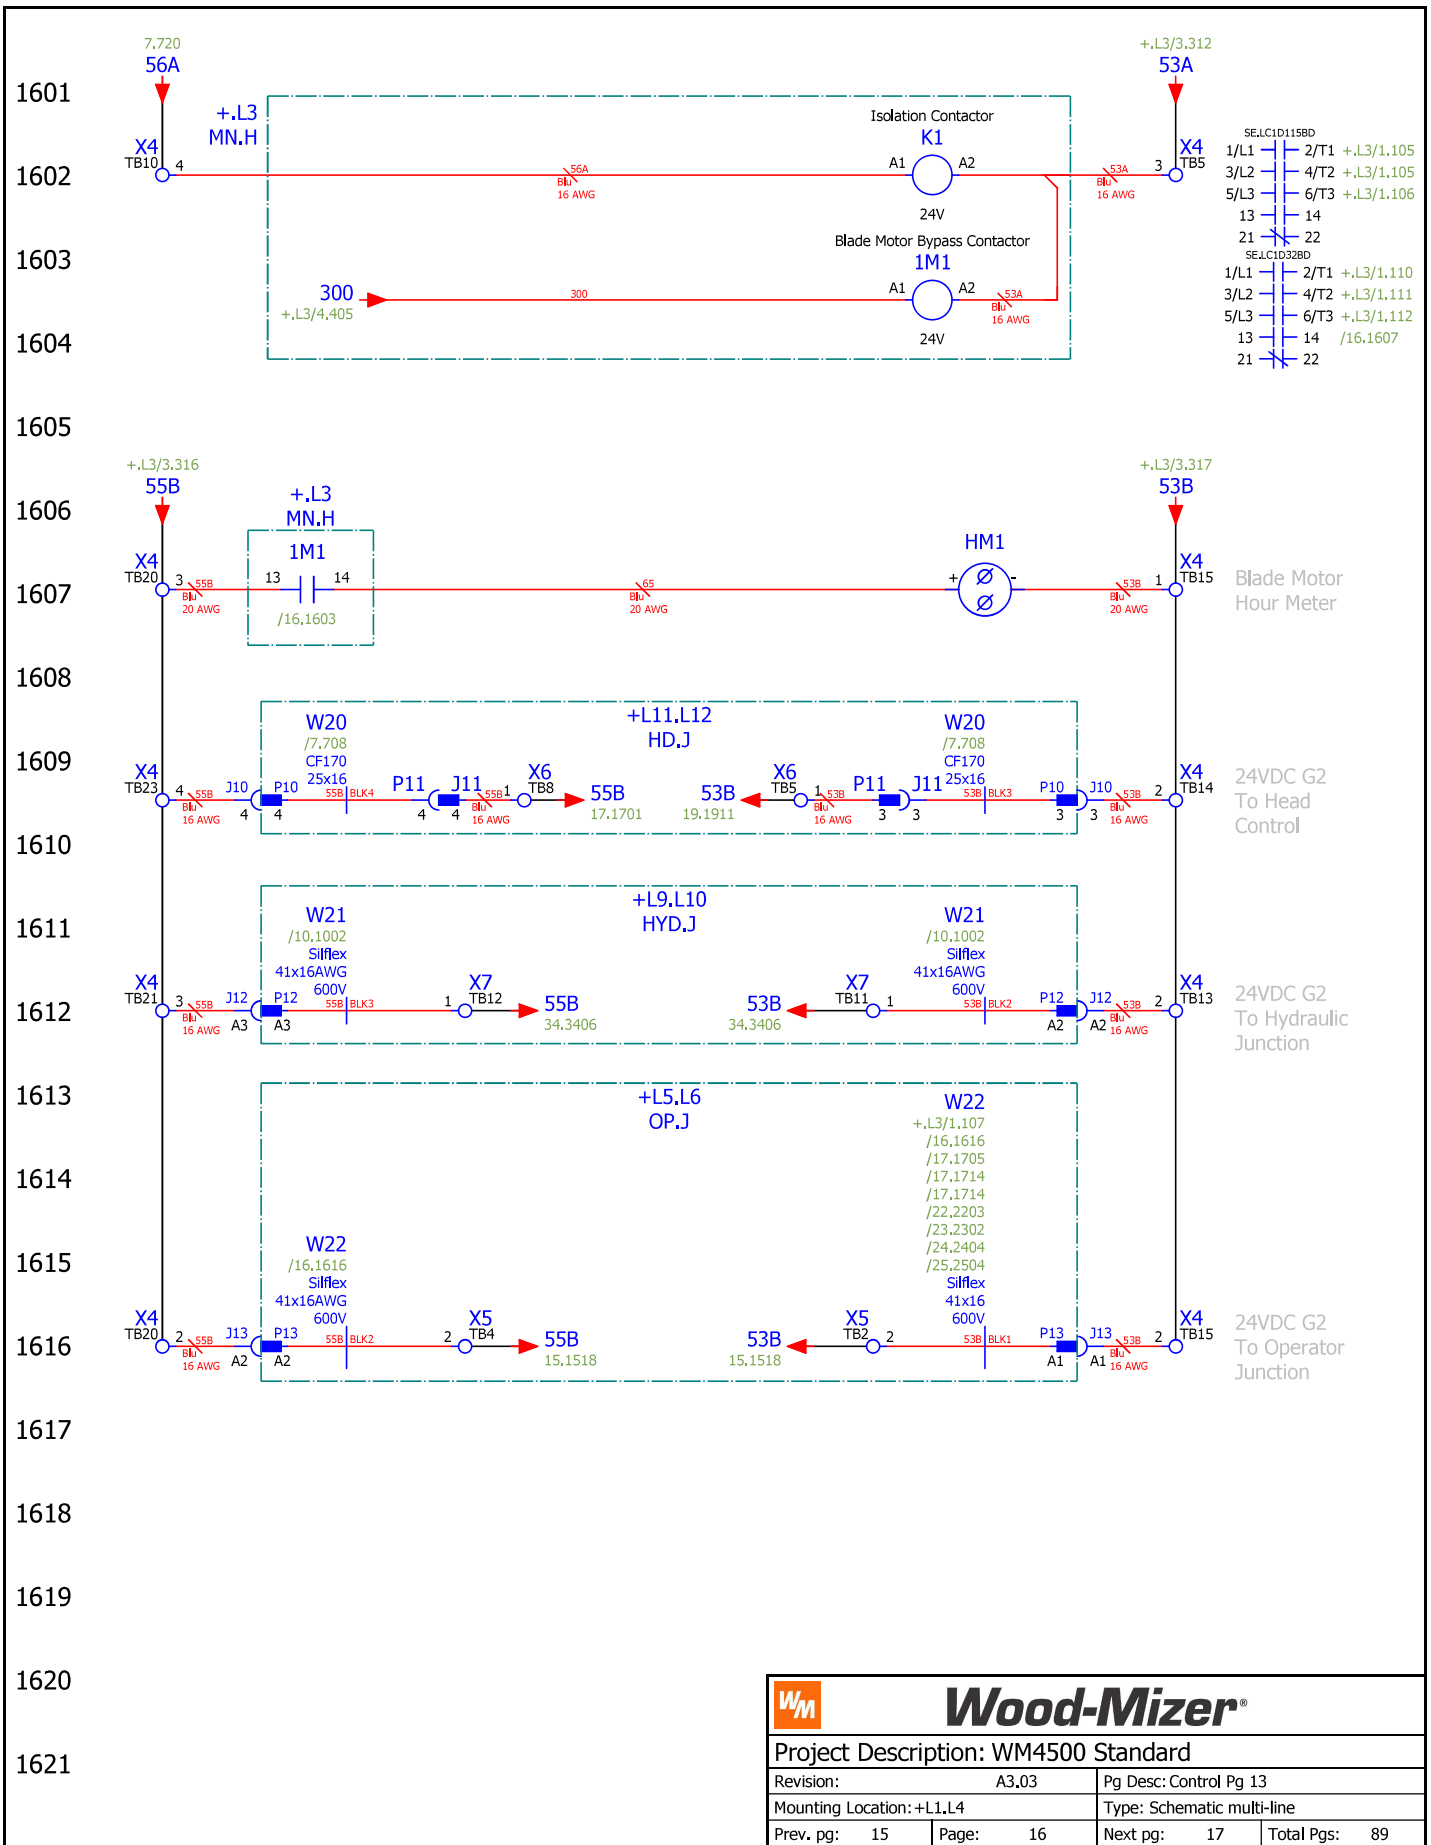 7.720
56A
+.L3/3.312
53A
1601
+.L3
MN.H
Isolation Contactor
K1
SE.LC1D115BD
X4
TB10
4
A1
A2
3
X4
TB5
1/L1
2/T1
+.L3/1.105
1602
56A
Blu
16 AWG
53A
Blu
16 AWG
3/L2
4/T2
+.L3/1.105
5/L3
6/T3
+.L3/1.106
24V
13
14
21
22
Blade Motor Bypass Contactor
SE.LC1D32BD
1603
1M1
1/L1
2/T1
+.L3/1.110
300
+.L3/4.405
300
A1
A2
53A
Blu
16 AWG
3/L2
4/T2
+.L3/1.111
5/L3
6/T3
+.L3/1.112
1604
24V
13
14
/16.1607
21
22
1605
+.L3/3.316
55B
+.L3/3.317
53B
1606
+.L3
MN.H
1M1
HM1
X4
TB20
3
55B
Blu
20 AWG
13
14
/16.1603
65
Blu
20 AWG
+
-
53B
Blu
20 AWG
1
X4
TB15
1607
Blade Motor
Hour Meter
1608
+L11.L12
HD.J
W20
/7.708
CF170
25x16
W20
/7.708
CF170
25x16
1609
X4
TB23
4
55B
Blu
16 AWG
J10
4
P10
4
55B
BLK4
P11
4
J11
4
55B
Blu
16 AWG
1
X6
TB8
55B
17.1701
53B
19.1911
X6
TB5
1
53B
Blu
16 AWG
P11
3
J11
3
53B
BLK3
P10
3
J10
3
53B
Blu
16 AWG
2
X4
TB14
24VDC G2
To Head
Control
1610
+L9.L10
HYD.J
1611
W21
/10.1002
Silflex
41x16AWG
600V
W21
/10.1002
Silflex
41x16AWG
600V
1612
X4
TB21
3
55B
Blu
16 AWG
J12
A3
P12
A3
55B
BLK3
1
X7
TB12
55B
34.3406
53B
34.3406
X7
TB11
1
53B
BLK2
P12
A2
J12
A2
53B
Blu
16 AWG
2
X4
TB13
24VDC G2
To Hydraulic
Junction
1613
+L5.L6
OP.J
W22
+.L3/1.107
/16.1616
/17.1705
/17.1714
/17.1714
/22.2203
/23.2302
/24.2404
/25.2504
Silflex
41x16
600V
1614
1615
W22
/16.1616
Silflex
41x16AWG
600V
1616
X4
TB20
2
55B
Blu
16 AWG
J13
A2
P13
A2
55B
BLK2
2
X5
TB4
55B
15.1518
53B
15.1518
X5
TB2
2
53B
BLK1
P13
A1
J13
A1
53B
Blu
16 AWG
2
X4
TB15
24VDC G2
To Operator
Junction
1617
1618
1619
1620
1621
WM
Wood-Mizer®
Project Description: WM4500 Standard
Revision: A3.03
Pg Desc: Control Pg 13
Mounting Location: +L1.L4
Type: Schematic multi-line
Prev. pg: 15
Page: 16
Next pg: 17
Total Pgs: 89